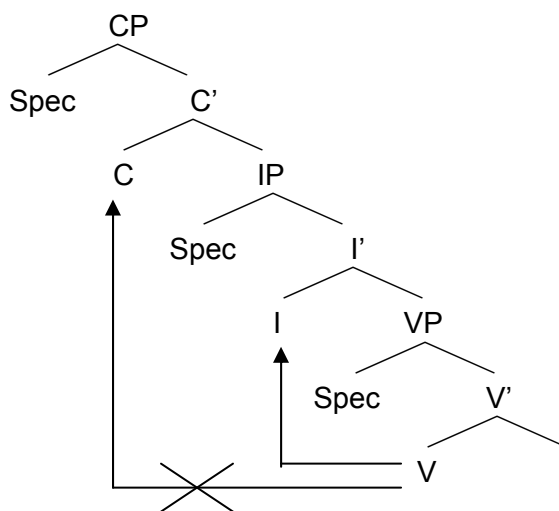 CP
Spec C’
C IP
Spec I’
I VP
Spec V’
V